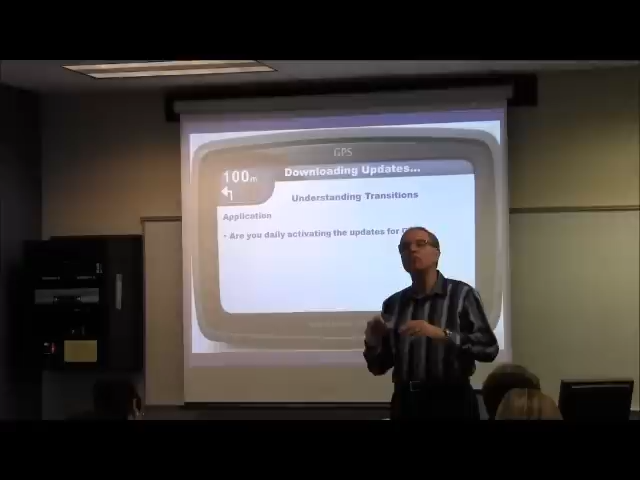 GPS
100m
Downloading Updates...
Understanding Transitions
Application
• Are you daily activating the updates for